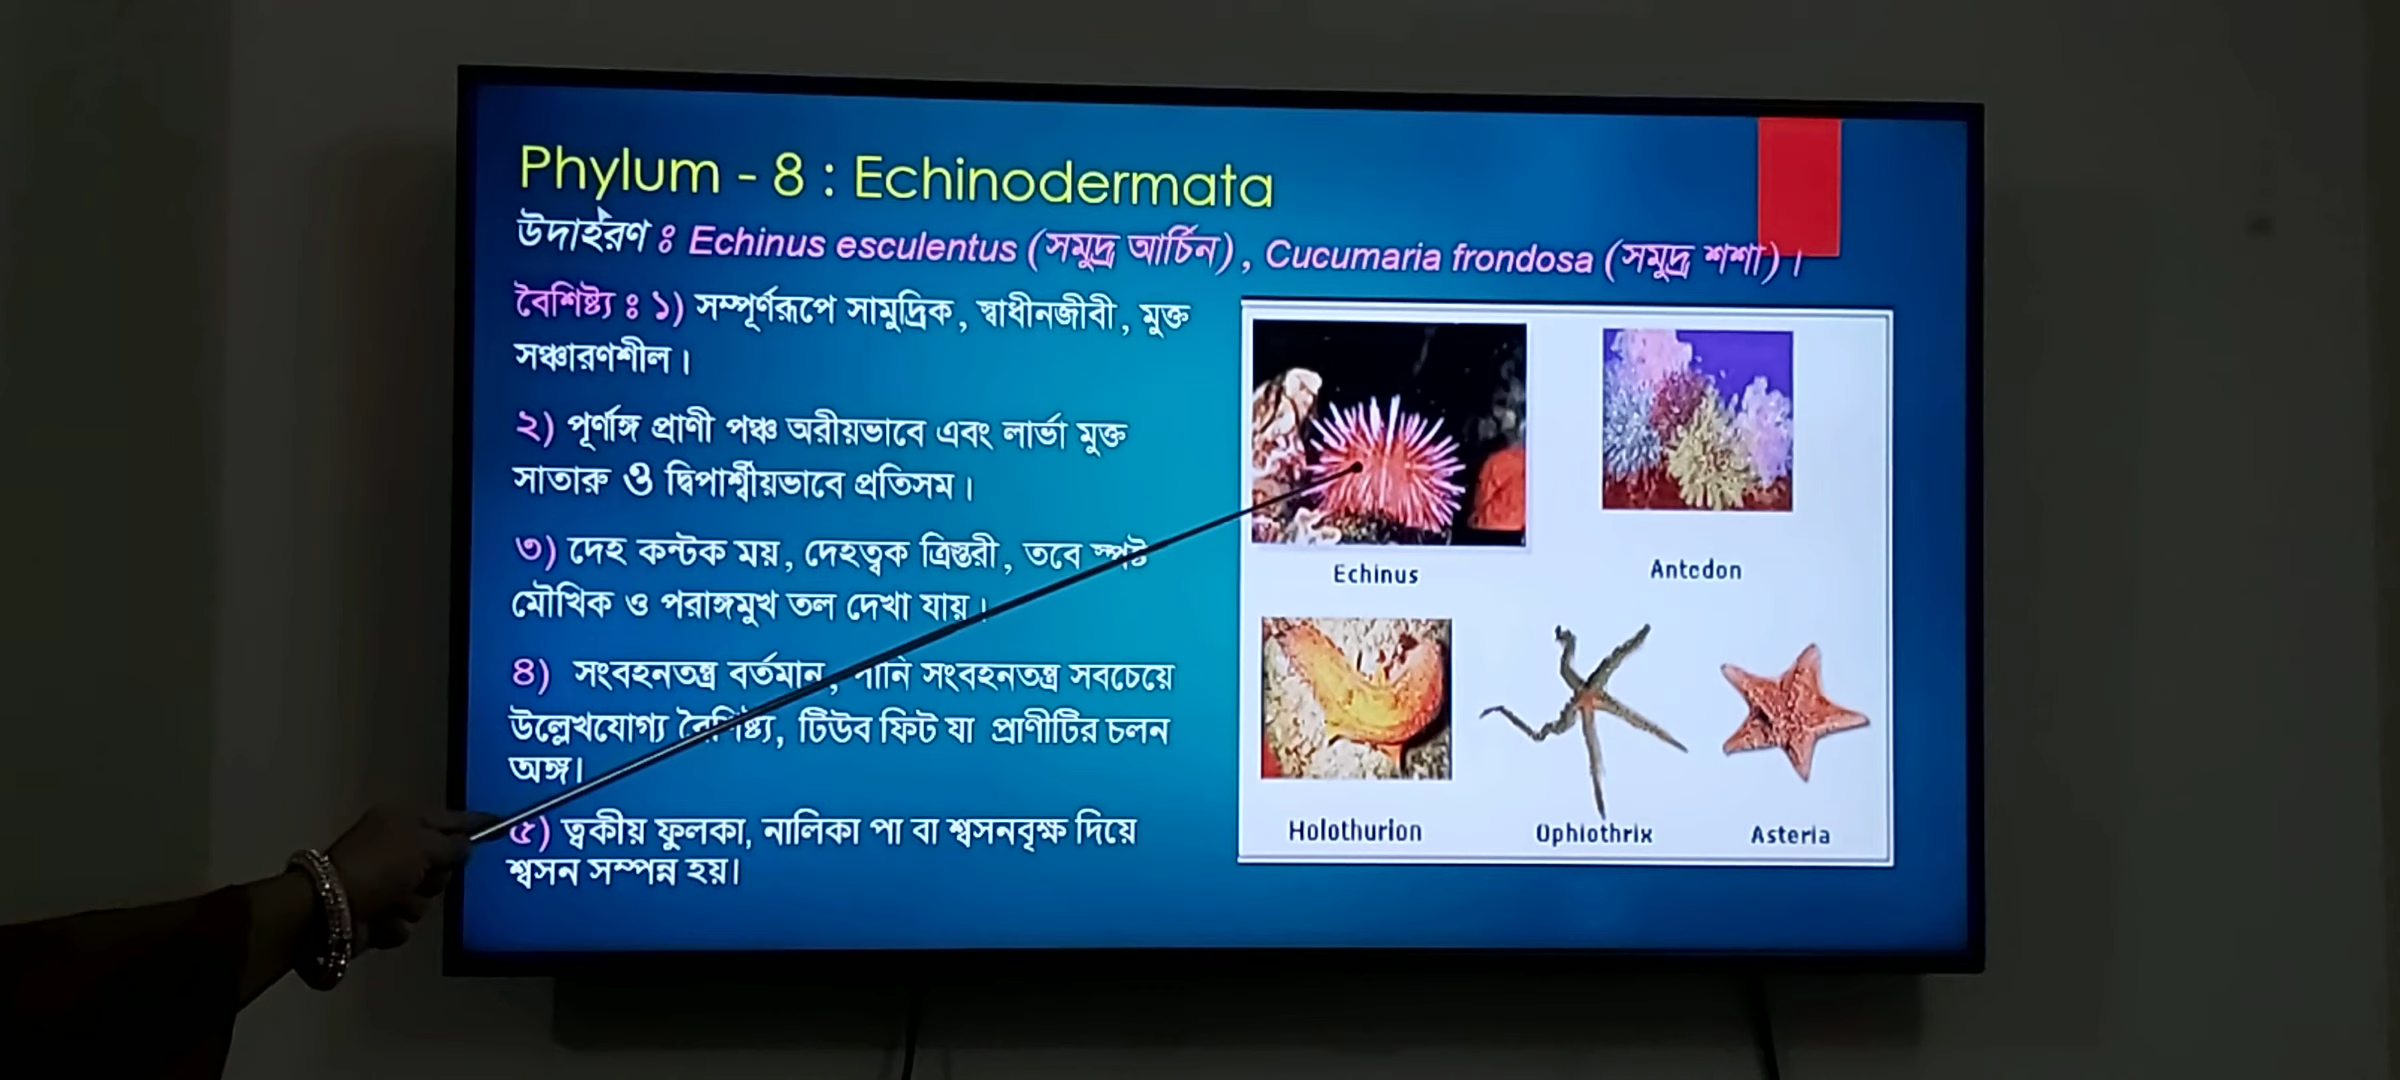 Phylum - 8 : Echinodermata
উদাহরণ ঃ Echinus esculentus (সমুদ্র আর্চিন), Cucumaria frondosa (সমুদ্র শশা)।
বৈশিষ্ট্য ঃ ১) সম্পূর্ণরূপে সামুদ্রিক, স্বাধীনজীবী, মুক্ত
সঞ্চারণশীল।
২) পূর্ণাঙ্গ প্রাণী পঞ্চ অরীয়ভাবে এবং লার্ভা মুক্ত
সাতারু ও দ্বিপার্শ্বীয়ভাবে প্রতিসম।
৩) দেহ কন্টক ময়, দেহত্বক ত্রিস্তরী, তবে স্পষ্ট
মৌখিক ও পরাঙ্গমুখ তল দেখা যায়।
৪) সংবহনতন্ত্র বর্তমান, পানি সংবহনতন্ত্র সবচেয়ে
উল্লেখযোগ্য বৈশিষ্ট্য, টিউব ফিট যা প্রাণীটির চলন
অঙ্গ।
৫) ত্বকীয় ফুলকা, নালিকা পা বা শ্বসনবৃক্ষ দিয়ে
শ্বসন সম্পন্ন হয়।
Echinus
Antedon
Holothurion
Ophiothrix
Asteria